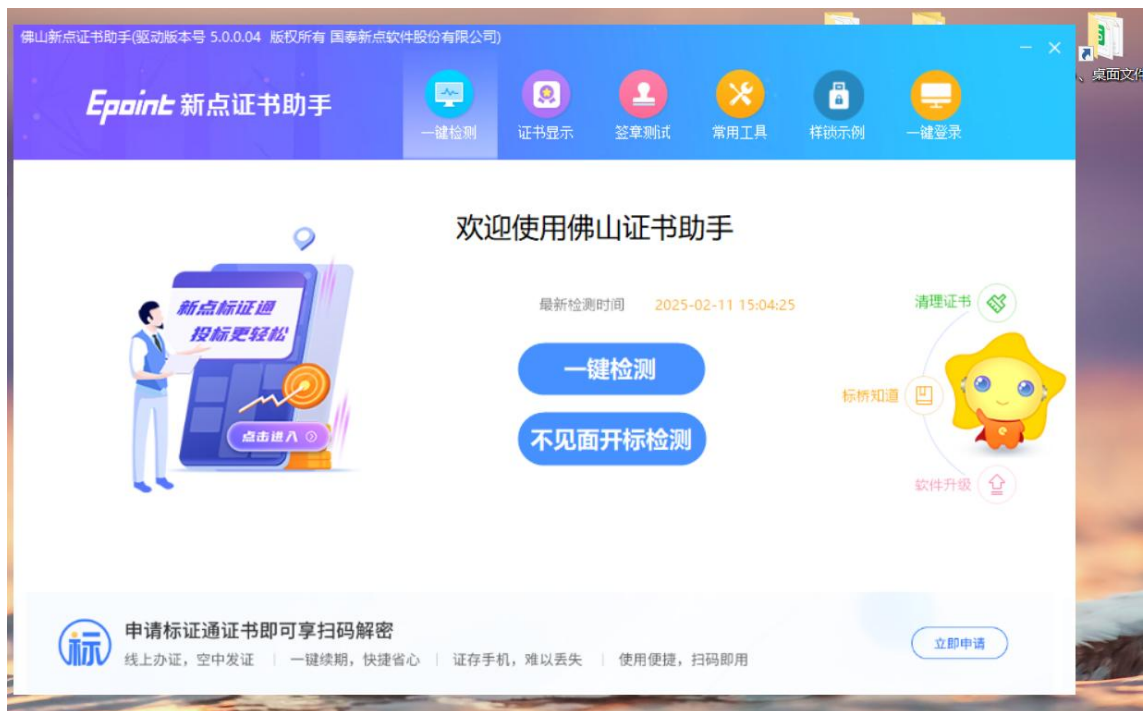 佛山新点证书助手(驱动版本号 5.0.0.04 版权所有 国泰新点软件股份有限公司)
Epoint 新点证书助手
一键检测 证书显示 签章测试 常用工具 样锁示例 一键登录
、桌面文件
欢迎使用佛山证书助手
新点标证通
投标更轻松
点击进入
最新检测时间 2025-02-11 15:04:25
一键检测
不见面开标检测
清理证书
标桥知道
软件升级
标
申请标证通证书即可享扫码解密
线上办证，空中发证 一键续期，快捷省心 证存手机，难以丢失 使用便捷，扫码即用
立即申请